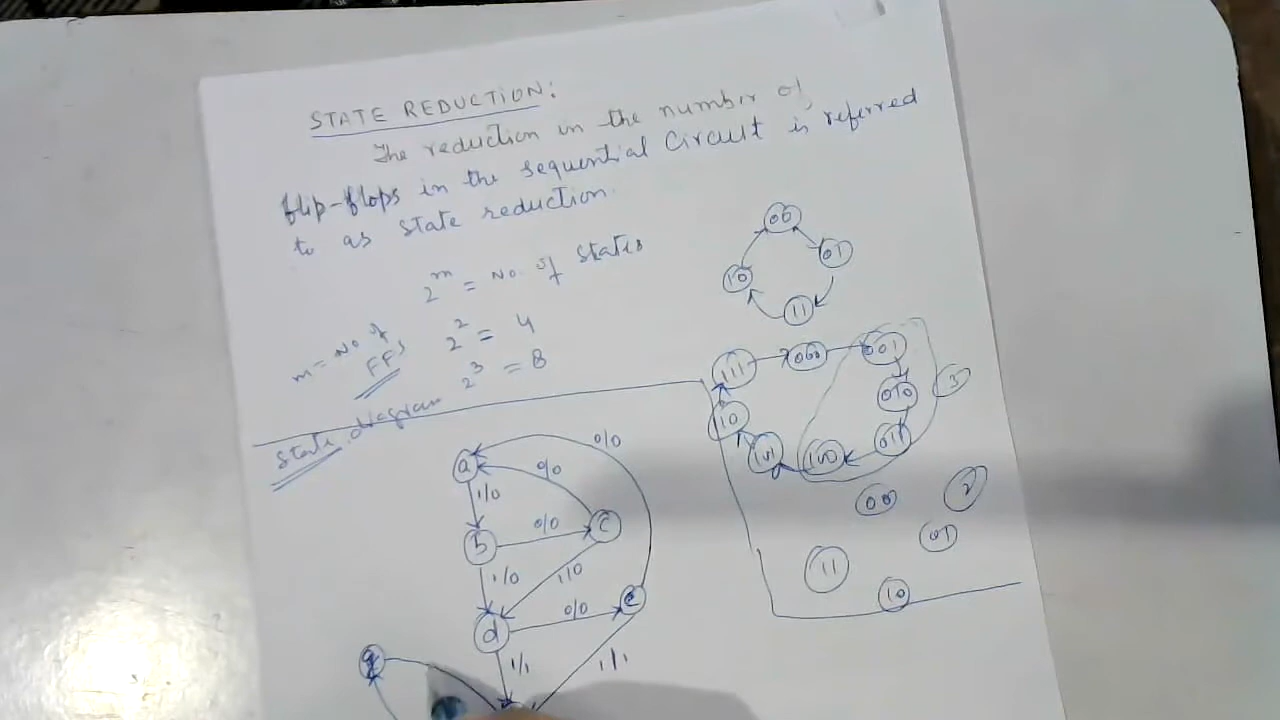 STATE REDUCTION:
The reduction in the number of
flip-flops in the sequential Circuit is referred
to as state reduction.
2^m = No. of states
m = No of FFs
2^2 = 4
2^3 = 8
State diagram
00
01
11
10
111
000
001
010
011
100
101
3
00
2
01
11
10
a
0/0
0/0
1/0
b
0/0
c
1/0
1/0
d
0/0
e
1/1
1/1
g